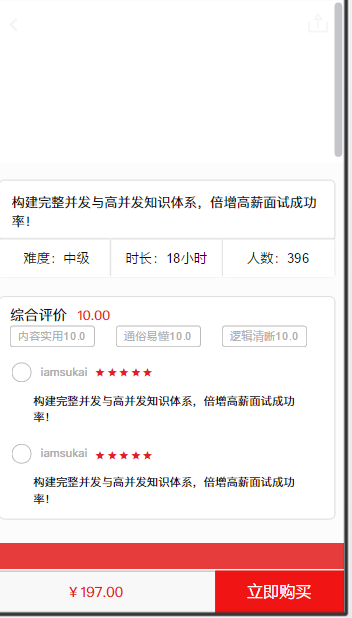 构建完整并发与高并发知识体系，倍增高薪面试成功
率！
难度：中级 时长：18小时 人数：396
综合评价 10.00
内容实用10.0 通俗易懂10.0 逻辑清晰10.0
iamsukai ★★★★★
构建完整并发与高并发知识体系，倍增高薪面试成功
率！
iamsukai ★★★★★
构建完整并发与高并发知识体系，倍增高薪面试成功
率！
￥197.00 立即购买